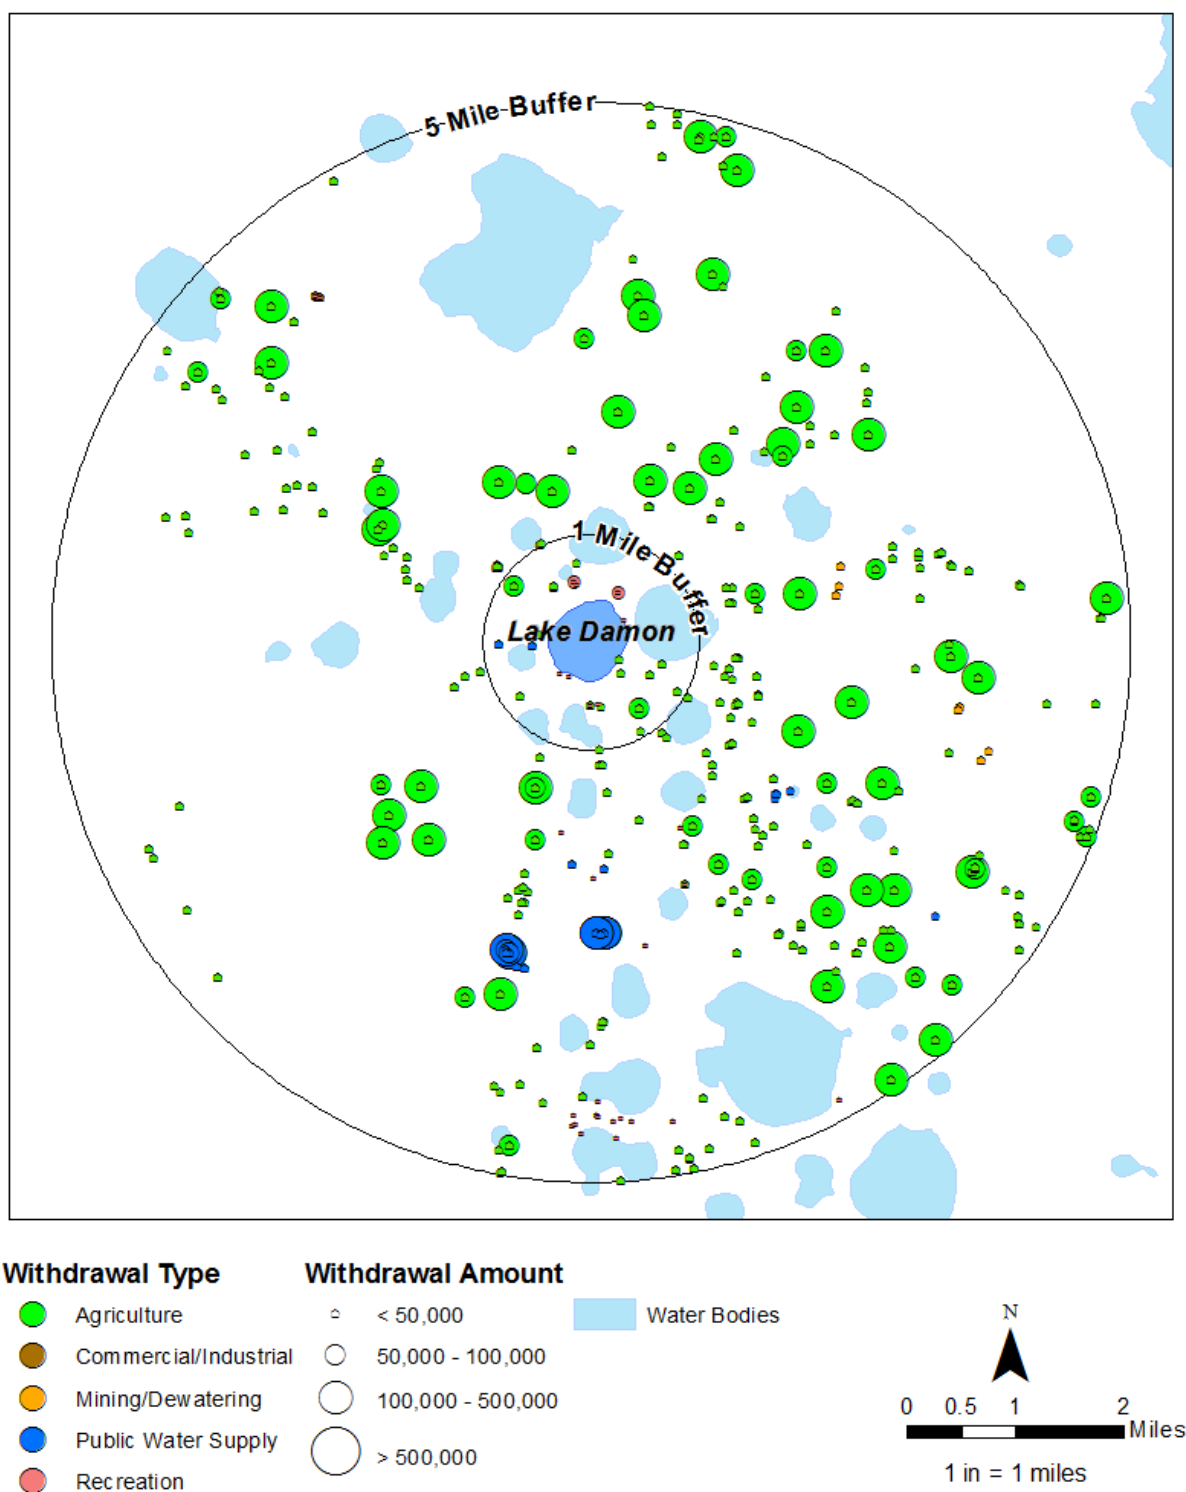 5 Mile Buffer
1 Mile Buffer
Lake Damon
Withdrawal Type
Agriculture
Commercial/Industrial
Mining/Dewatering
Public Water Supply
Recreation
Withdrawal Amount
< 50,000
50,000 - 100,000
100,000 - 500,000
> 500,000
Water Bodies
N
0 0.5 1 2
Miles
1 in = 1 miles